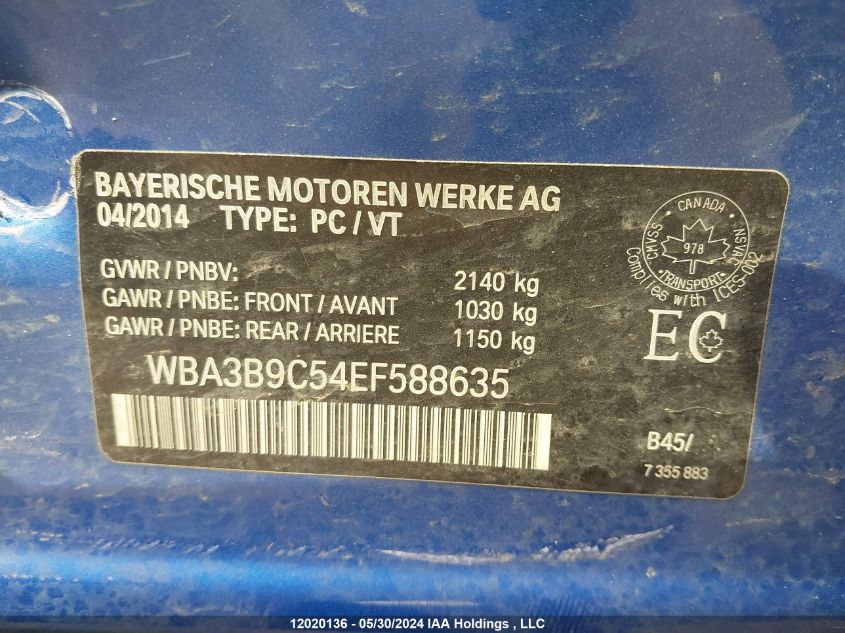 BAYERISCHE MOTOREN WERKE AG
04/2014 TYPE: PC / VT
GVWR / PNBV: 2140 kg
GAWR / PNBE: FRONT / AVANT 1030 kg
GAWR / PNBE: REAR / ARRIERE 1150 kg
WBA3B9C54EF588635
CANADA
CMVSS
NSVAC
978
TRANSPORT
Complies with ICES-002
EC
B45/
7 355 883
12020136 - 05/30/2024 IAA Holdings , LLC